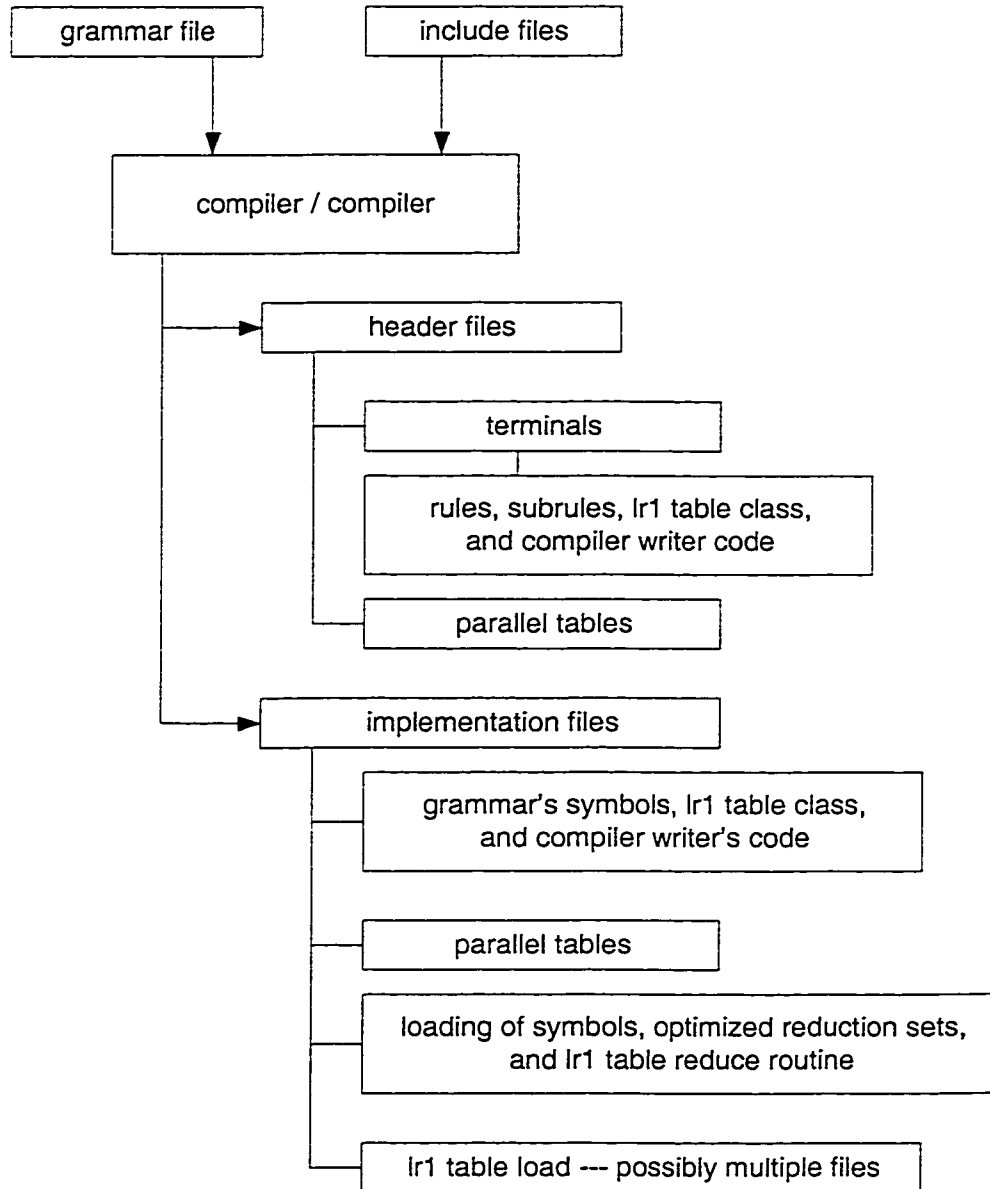 grammar file
include files
compiler / compiler
header files
terminals
rules, subrules, lr1 table class,
and compiler writer code
parallel tables
implementation files
grammar's symbols, lr1 table class,
and compiler writer's code
parallel tables
loading of symbols, optimized reduction sets,
and lr1 table reduce routine
lr1 table load --- possibly multiple files